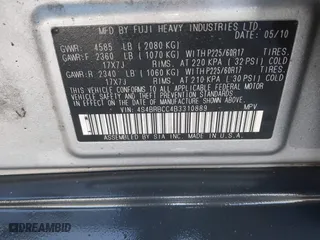 MFD. BY FUJI HEAVY INDUSTRIES LTD.
DATE: 05/10
GVWR: 4585 LB (2080 KG)
GAWR:F 2360 LB (1070 KG) WITH P225/60R17 TIRES,
17X7J RIMS, AT 220 KPA (32 PSI) COLD
GAWR:R 2340 LB (1060 KG) WITH P225/60R17 TIRES,
17X7J RIMS, AT 210 KPA (30 PSI) COLD
THIS VEHICLE CONFORMS TO ALL APPLICABLE FEDERAL MOTOR
VEHICLE SAFETY AND THEFT PREVENTION STANDARDS
IN EFFECT ON THE DATE OF MANUFACTURE SHOWN ABOVE.
VIN: 4S4BRBCC4B3310889 MPV
ASSEMBLED BY SIA INC. IN U.S.A.
DREAMBID